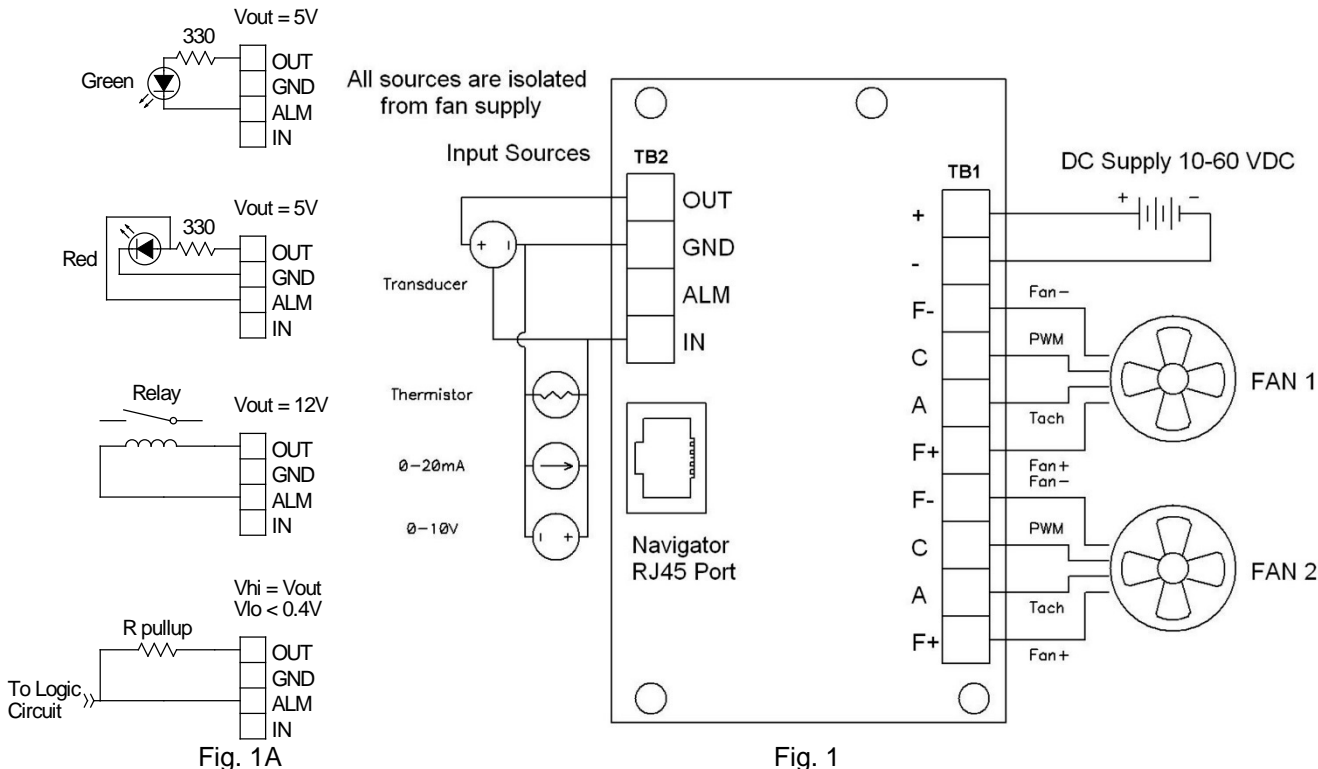 Vout = 5V
330
OUT
GND
ALM
IN
Green
Vout = 5V
330
OUT
GND
ALM
IN
Red
Relay
Vout = 12V
OUT
GND
ALM
IN
Vhi = Vout
Vlo < 0.4V
R pullup
OUT
GND
ALM
IN
To Logic
Circuit
Fig. 1A
All sources are isolated
from fan supply
Input Sources
TB2
OUT
GND
ALM
IN
+ -
Transducer
Thermistor
0-20mA
0-10V
- +
Navigator
RJ45 Port
TB1
DC Supply 10-60 VDC
+ -
+
-
F-
C
A
F+
F-
C
A
F+
Fan-
PWM
Tach
Fan+
FAN 1
Fan-
PWM
Tach
Fan+
FAN 2
Fig. 1